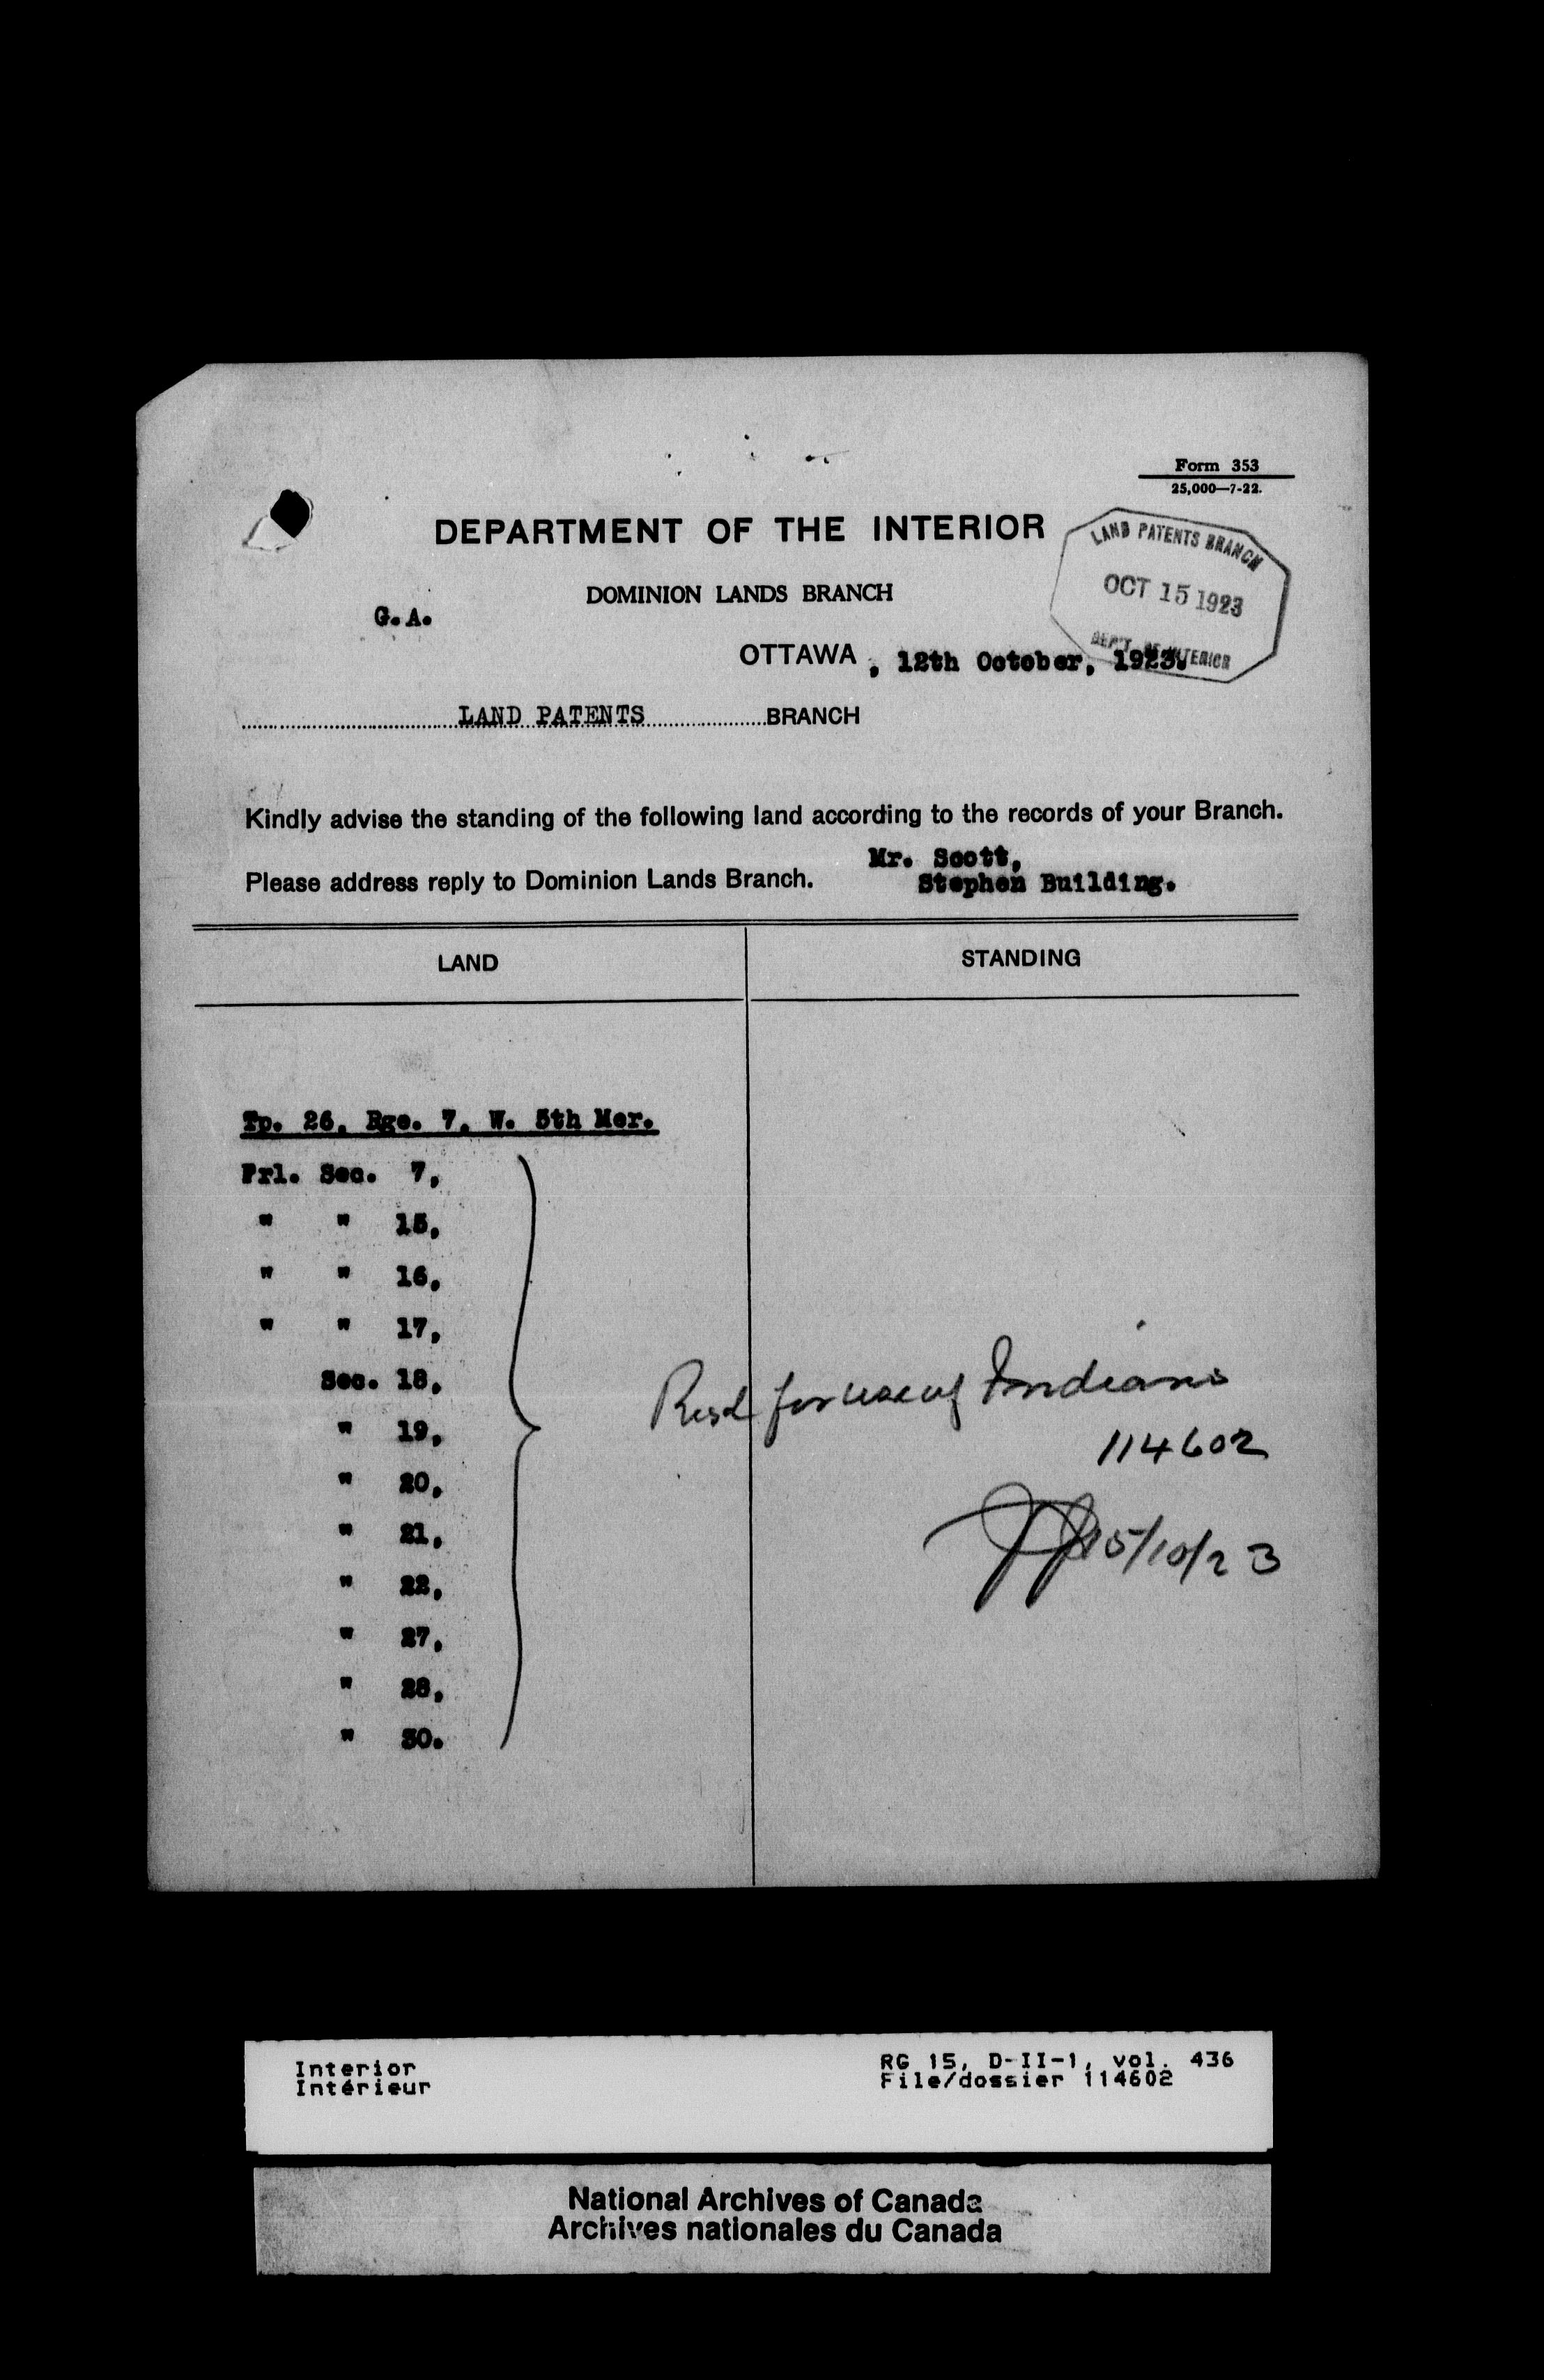 Form 353
25,000—7-22.
DEPARTMENT OF THE INTERIOR
LAND PATENTS BRANCH
OCT 15 1923
DEP'T. OF INTERIOR
DOMINION LANDS BRANCH
G.A.
OTTAWA, 12th October, 1923.
LAND PATENTS BRANCH
Kindly advise the standing of the following land according to the records of your Branch.
Mr. Scott,
Please address reply to Dominion Lands Branch. Stephen Building.
LAND STANDING
Tp. 26, Rge. 7, W. 5th Mer.
Frl. Sec. 7,
" " 15,
" " 16,
" " 17,
Sec. 18,
" 19,
" 20,
" 21,
" 22,
" 27,
" 28,
" 30.
Resd for use of Indians
114602
15/10/23
Interior
Intérieur
RG 15, D-II-1, vol. 436
File/dossier 114602
National Archives of Canada
Archives nationales du Canada